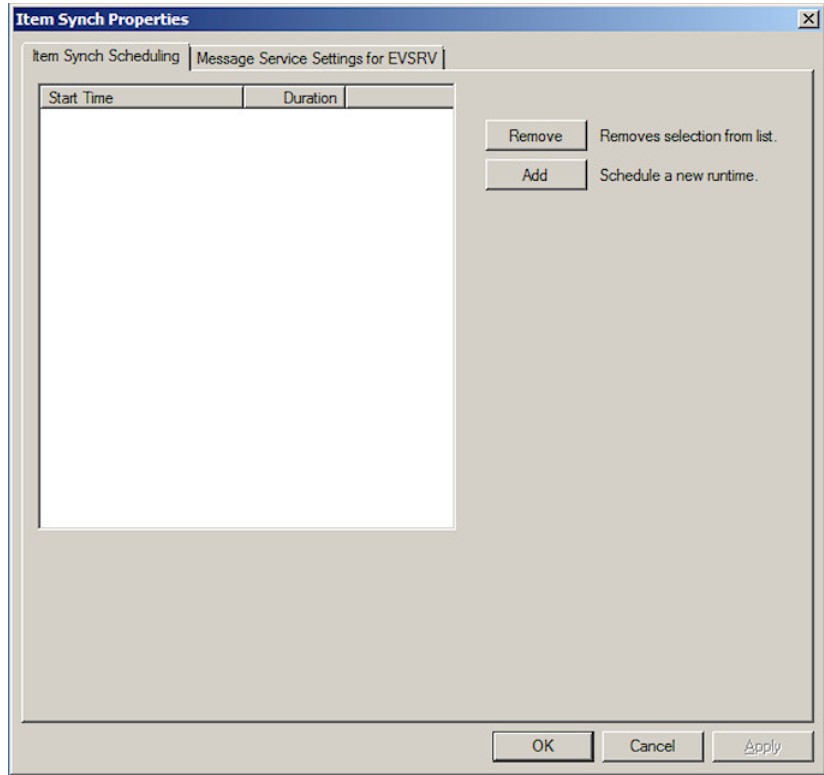 Item Synch Properties
Item Synch Scheduling
Message Service Settings for EVSRV
Start Time
Duration
Remove
Removes selection from list.
Add
Schedule a new runtime.
OK
Cancel
Apply